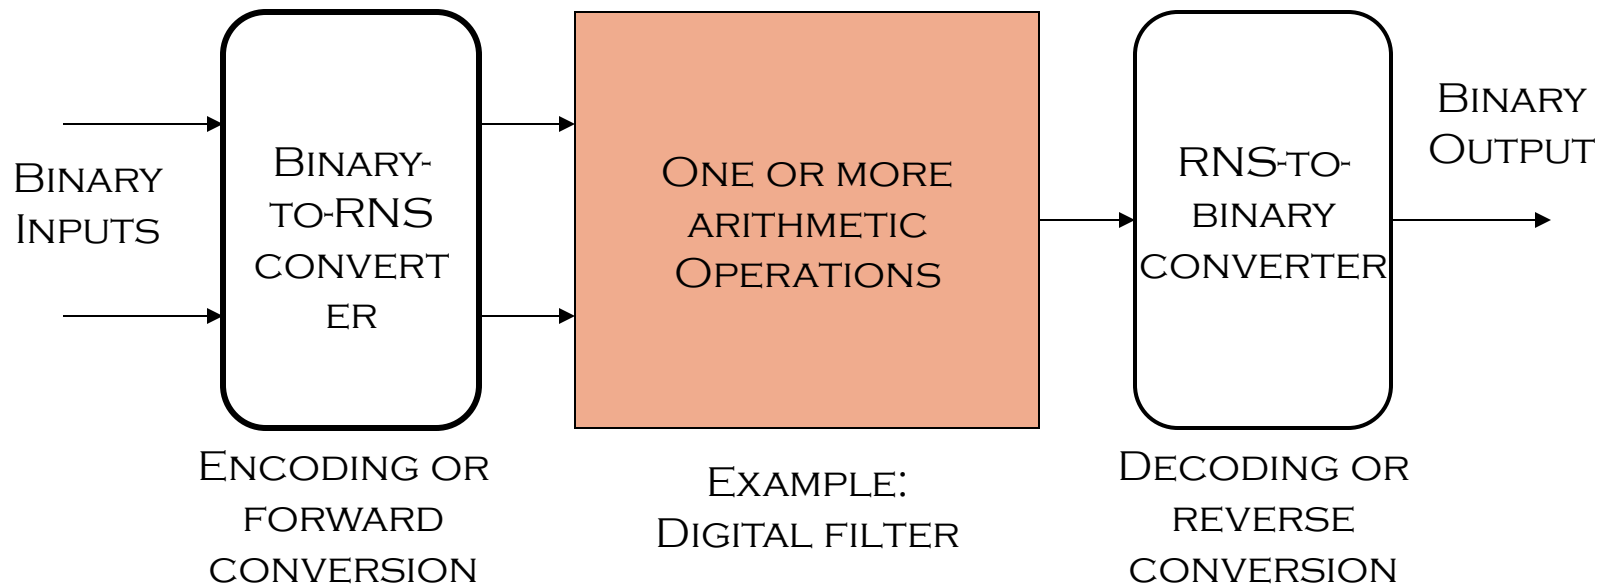 Binary
Inputs
Binary-
to-RNS
convert
er
Encoding or
forward
conversion
One or more
arithmetic
Operations
Example:
Digital filter
RNS-to-
binary
converter
Decoding or
reverse
conversion
Binary
Output